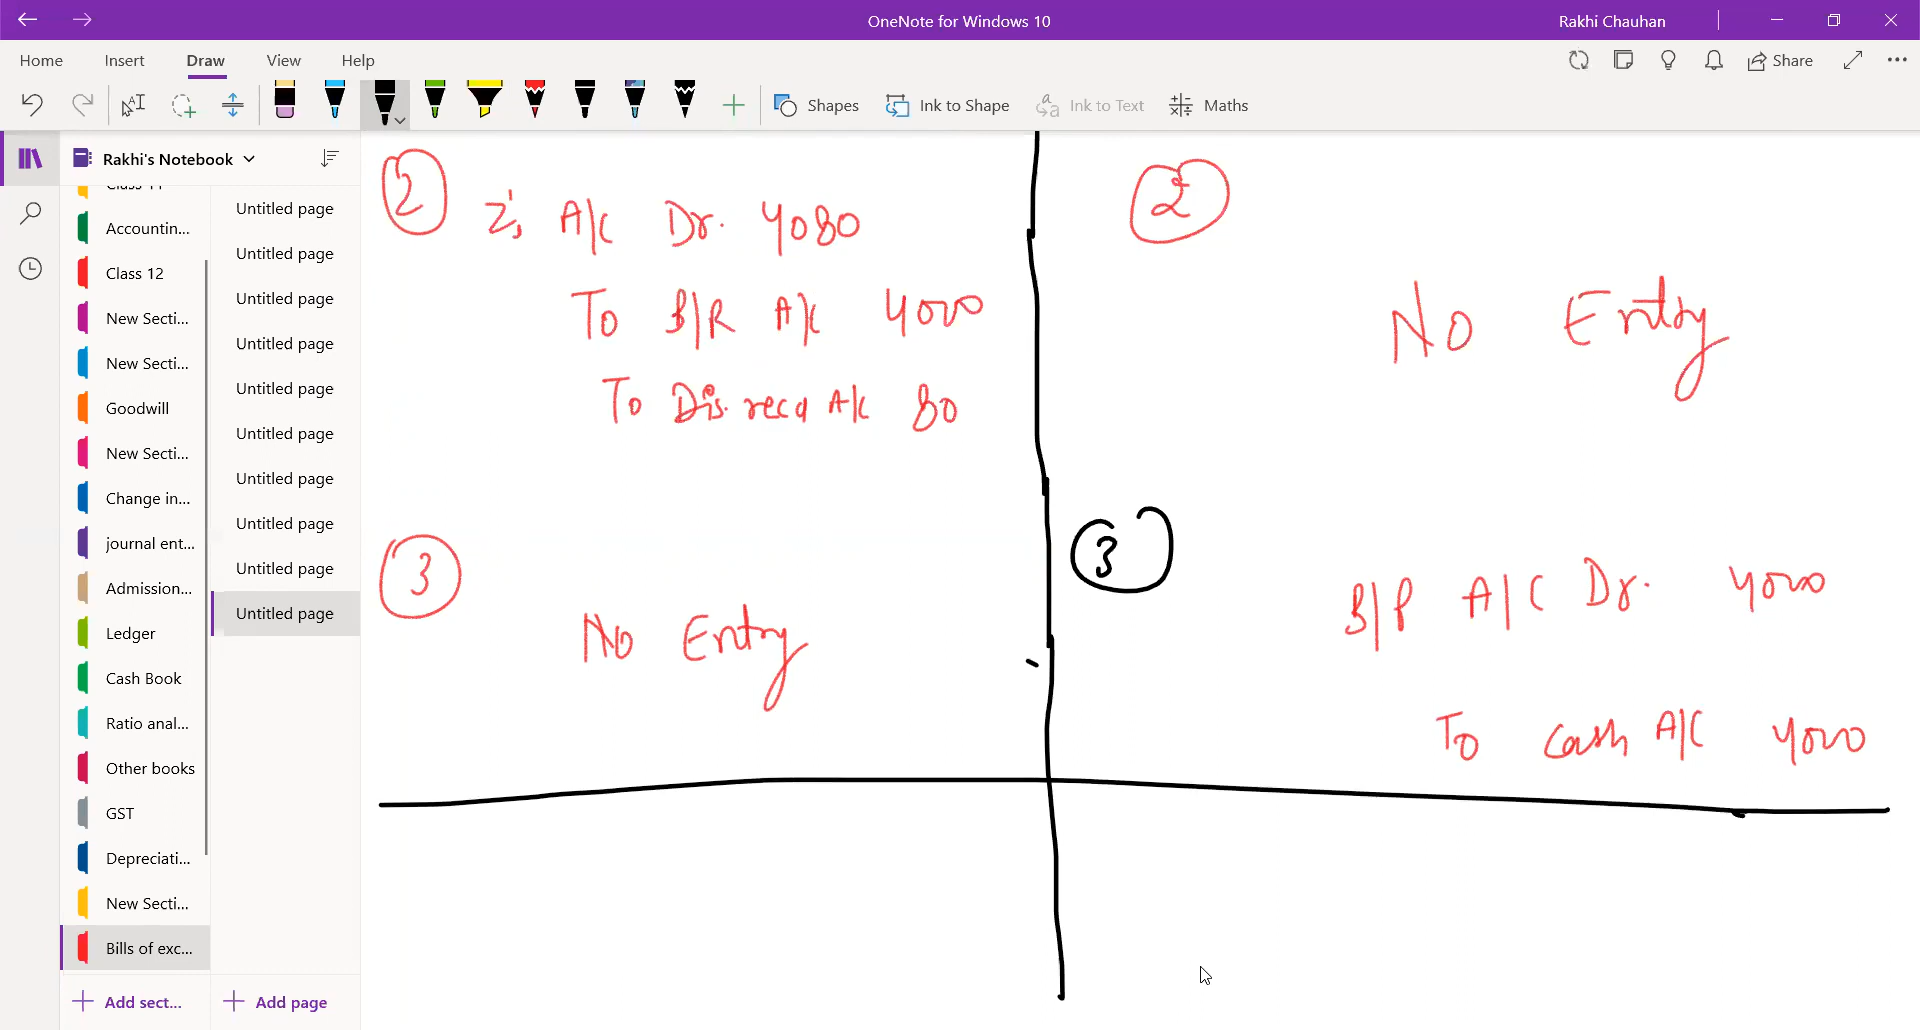 OneNote for Windows 10
Rakhi Chauhan
Home Insert Draw View Help
Share
Shapes Ink to Shape Ink to Text Maths
Rakhi's Notebook
Accountin...
Class 12
New Secti...
New Secti...
Goodwill
New Secti...
Change in...
journal ent...
Admission...
Ledger
Cash Book
Ratio anal...
Other books
GST
Depreciati...
New Secti...
Bills of exc...
Add sect...
Untitled page
Untitled page
Untitled page
Untitled page
Untitled page
Untitled page
Untitled page
Untitled page
Untitled page
Untitled page
Add page
2
Z's A/c Dr. 4080
To B/R A/c 4000
To Dis. recd A/c 80
3
No Entry
2
No Entry
3
B/P A/C Dr. 4000
To Cash A/C 4000